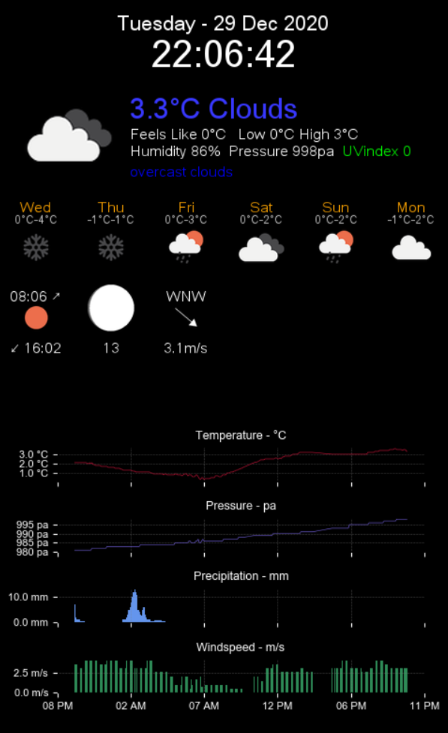 Tuesday - 29 Dec 2020
22:06:42
3.3°C Clouds
Feels Like 0°C Low 0°C High 3°C
Humidity 86% Pressure 998pa UVindex 0
overcast clouds
Wed Thu Fri Sat Sun Mon
0°C-4°C -1°C-1°C 0°C-3°C 0°C-2°C 0°C-2°C -1°C-2°C
08:06 ↗ WNW
↙ 16:02 13 3.1m/s
Temperature - °C
3.0 °C
2.0 °C
1.0 °C
Pressure - pa
995 pa
990 pa
985 pa
980 pa
Precipitation - mm
10.0 mm
0.0 mm
Windspeed - m/s
2.5 m/s
0.0 m/s
08 PM 02 AM 07 AM 12 PM 06 PM 11 PM